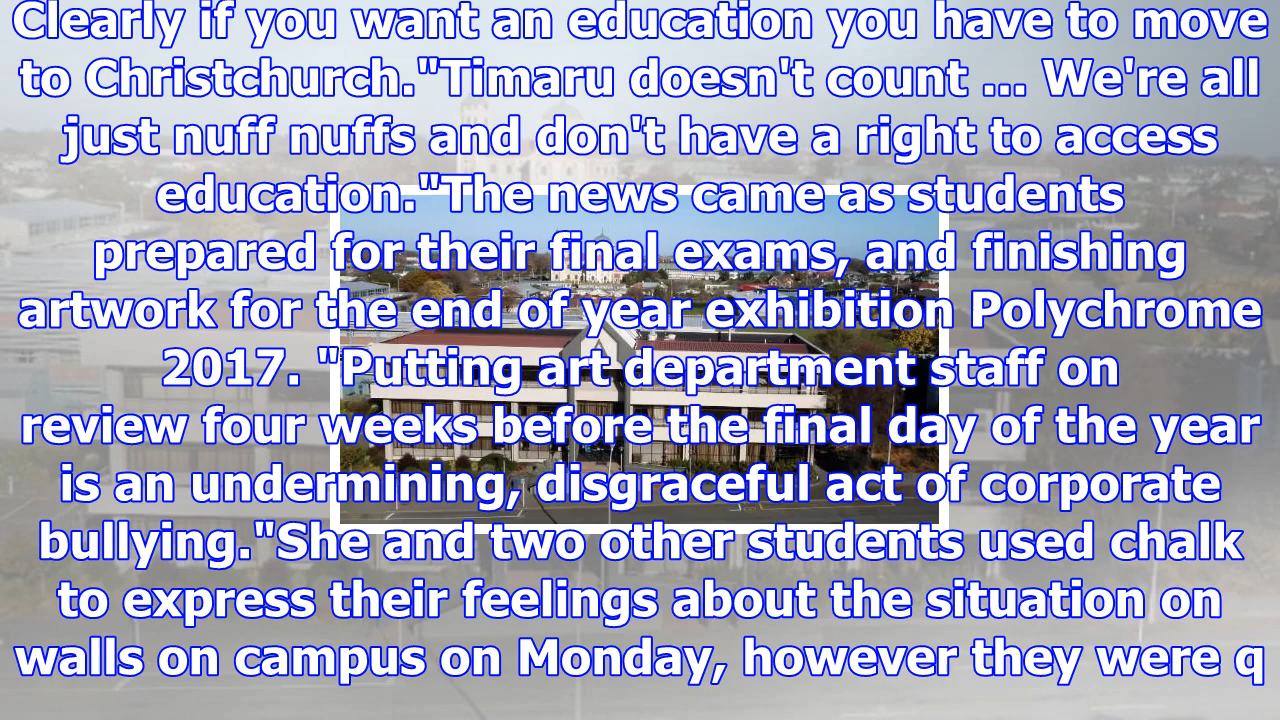 Clearly if you want an education you have to move
to Christchurch."Timaru doesn't count ... We're all
just nuff nuffs and don't have a right to access
education."The news came as students
prepared for their final exams, and finishing
artwork for the end of year exhibition Polychrome
2017. "Putting art department staff on
review four weeks before the final day of the year
is an undermining, disgraceful act of corporate
bullying."She and two other students used chalk
to express their feelings about the situation on
walls on campus on Monday, however they were q